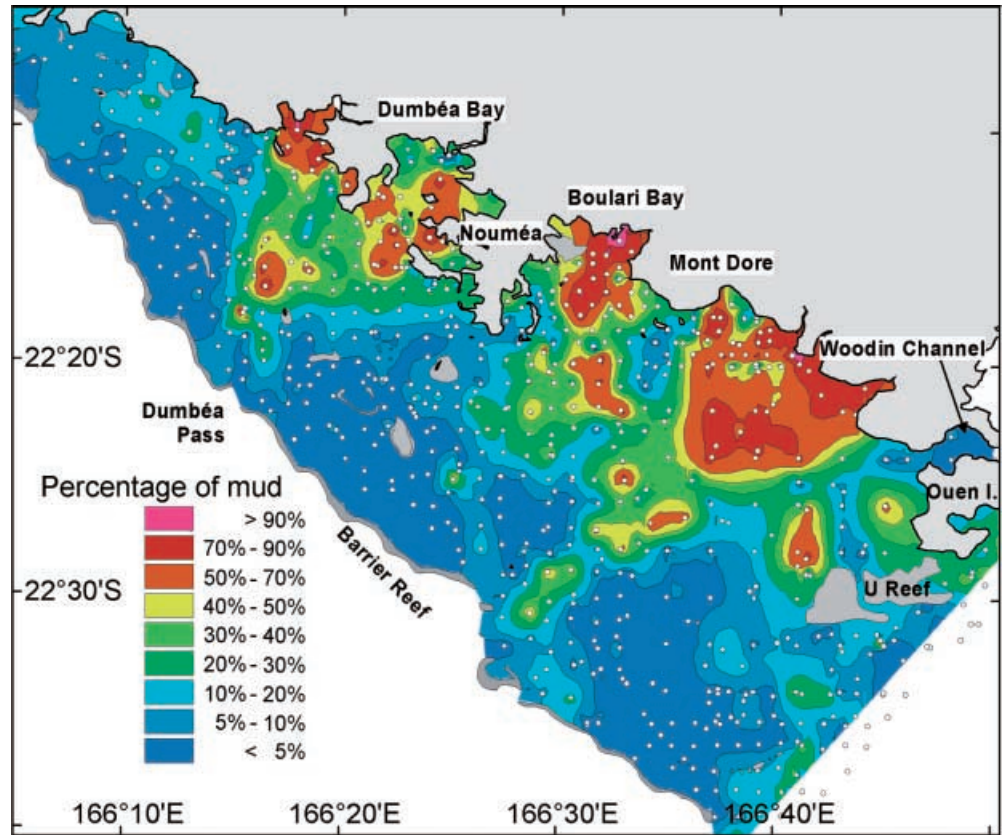 Dumbéa Bay
Boulari Bay
Nouméa
Mont Dore
Woodin Channel
22°20'S
Dumbéa
Pass
Ouen I.
Percentage of mud
> 90%
70% - 90%
50% - 70%
40% - 50%
30% - 40%
20% - 30%
10% - 20%
5% - 10%
< 5%
Barrier Reef
U Reef
22°30'S
166°10'E
166°20'E
166°30'E
166°40'E